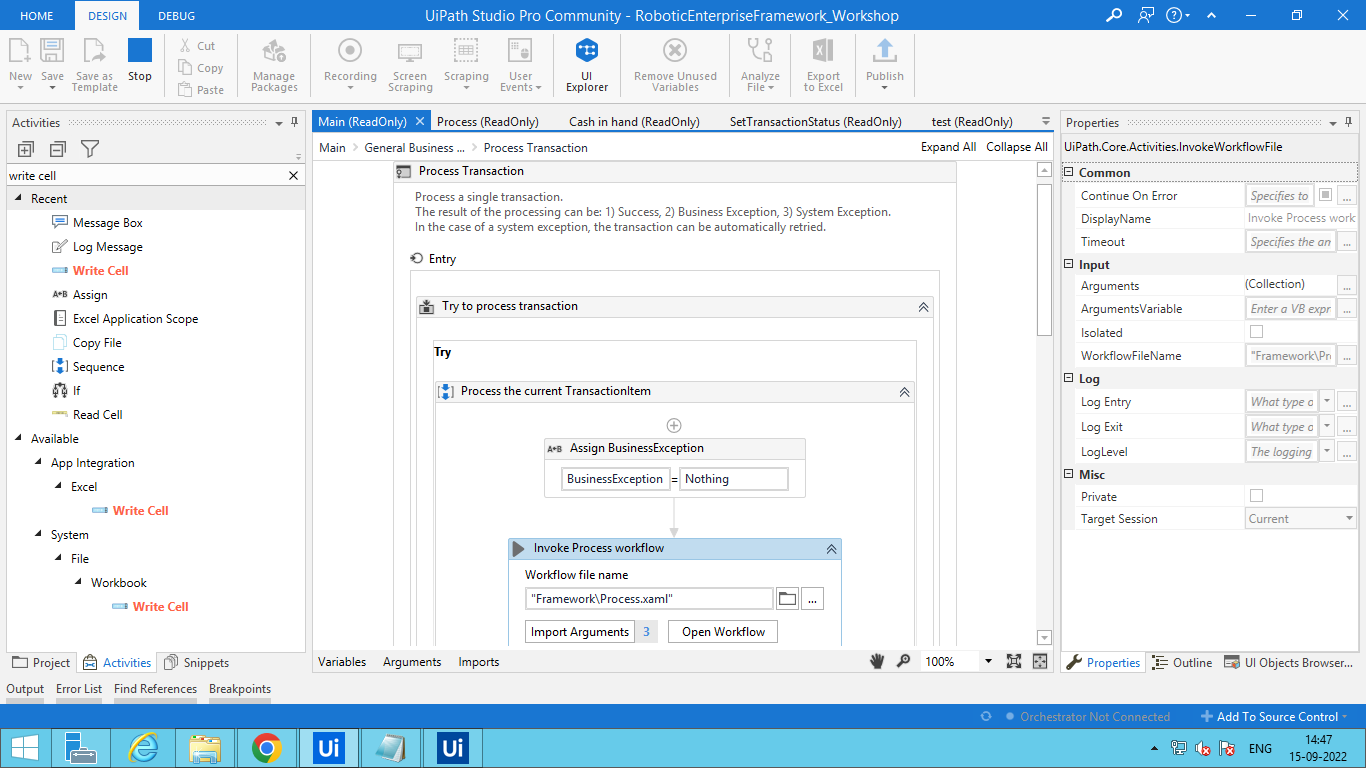 HOME
DESIGN
DEBUG
UiPath Studio Pro Community - RoboticEnterpriseFramework_Workshop
New
Save
Save as Template
Stop
Cut
Copy
Paste
Manage Packages
Recording
Screen Scraping
Scraping
User Events
UI Explorer
Remove Unused Variables
Analyze File
Export to Excel
Publish
Activities
write cell
Recent
Message Box
Log Message
Write Cell
Assign
Excel Application Scope
Copy File
Sequence
If
Read Cell
Available
App Integration
Excel
Write Cell
System
File
Workbook
Write Cell
Project
Activities
Snippets
Main (ReadOnly)
Process (ReadOnly)
Cash in hand (ReadOnly)
SetTransactionStatus (ReadOnly)
test (ReadOnly)
Main > General Business ... > Process Transaction
Expand All
Collapse All
Process Transaction
Process a single transaction.
The result of the processing can be: 1) Success, 2) Business Exception, 3) System Exception.
In the case of a system exception, the transaction can be automatically retried.
Entry
Try to process transaction
Try
Process the current TransactionItem
A+B Assign BusinessException
BusinessException = Nothing
Invoke Process workflow
Workflow file name
"Framework\Process.xaml"
...
Import Arguments 3
Open Workflow
Variables
Arguments
Imports
100%
Properties
UiPath.Core.Activities.InvokeWorkflowFile
Common
Continue On Error Specifies to ...
DisplayName Invoke Process work
Timeout Specifies the an ...
Input
Arguments (Collection) ...
ArgumentsVariable Enter a VB expr ...
Isolated
WorkflowFileName "Framework\Pr ...
Log
Log Entry What type o ...
Log Exit What type o ...
LogLevel The logging ...
Misc
Private
Target Session Current
Properties
Outline
UI Objects Browser...
Output
Error List
Find References
Breakpoints
Orchestrator Not Connected
Add To Source Control
Ui
Ui
ENG
14:47
15-09-2022